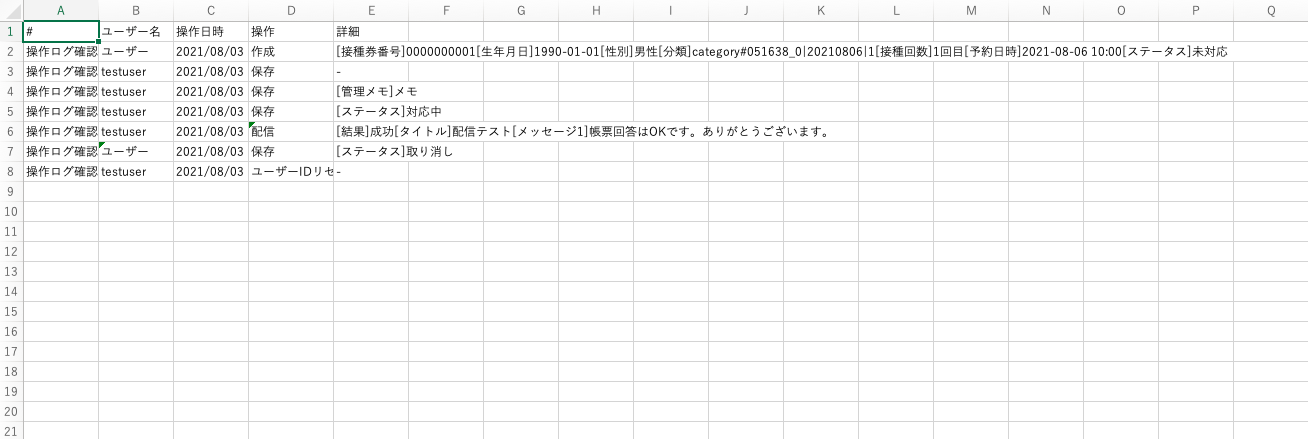 A B C D E F G H I J K L M N O P Q
1 # ユーザー名 操作日時 操作 詳細
2 操作ログ確認 ユーザー 2021/08/03 作成 [接種券番号]0000000001[生年月日]1990-01-01[性別]男性[分類]category#051638_0|20210806|1[接種回数]1回目[予約日時]2021-08-06 10:00[ステータス]未対応
3 操作ログ確認 testuser 2021/08/03 保存 -
4 操作ログ確認 testuser 2021/08/03 保存 [管理メモ]メモ
5 操作ログ確認 testuser 2021/08/03 保存 [ステータス]対応中
6 操作ログ確認 testuser 2021/08/03 配信 [結果]成功[タイトル]配信テスト[メッセージ1]帳票回答はOKです。ありがとうございます。
7 操作ログ確認 ユーザー 2021/08/03 保存 [ステータス]取り消し
8 操作ログ確認 testuser 2021/08/03 ユーザーIDリセ -
9
10
11
12
13
14
15
16
17
18
19
20
21